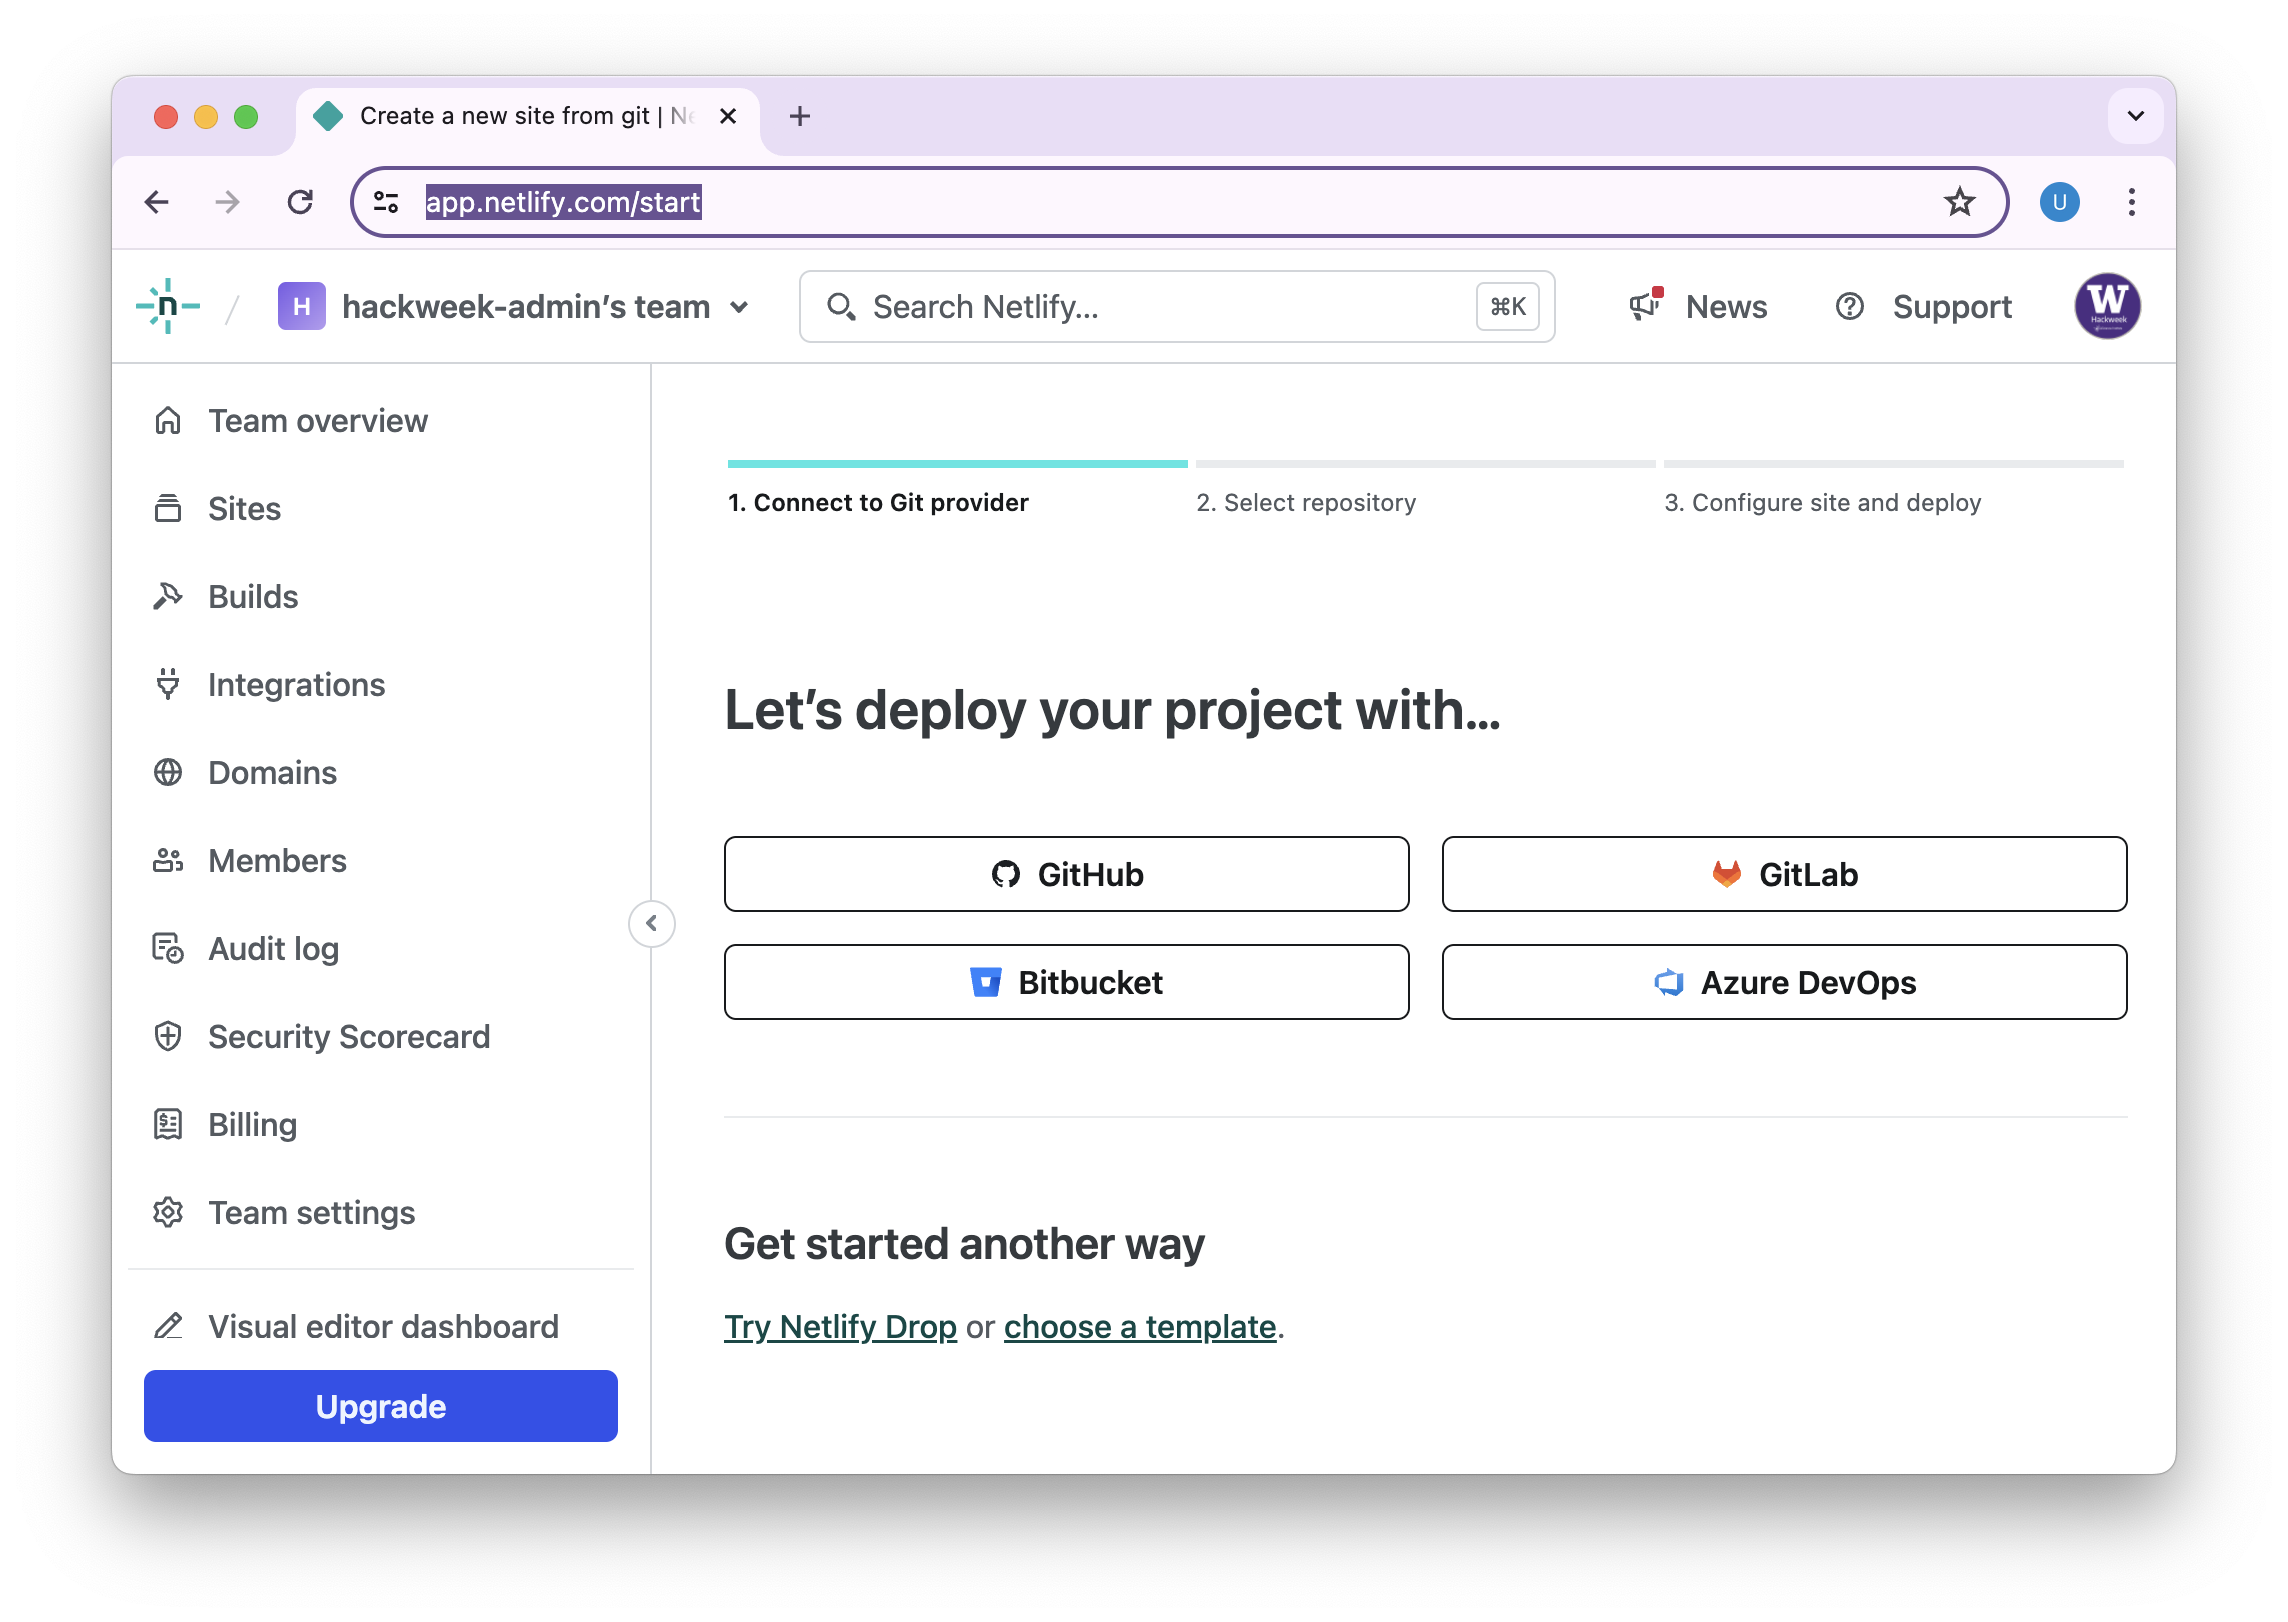 Create a new site from git | Ne
app.netlify.com/start
U
n / H hackweek-admin’s team
Search Netlify...
⌘K
News
Support
W
Hackweek
Team overview
Sites
Builds
Integrations
Domains
Members
Audit log
Security Scorecard
Billing
Team settings
Visual editor dashboard
Upgrade
1. Connect to Git provider
2. Select repository
3. Configure site and deploy
Let’s deploy your project with…
GitHub
GitLab
Bitbucket
Azure DevOps
Get started another way
Try Netlify Drop or choose a template.